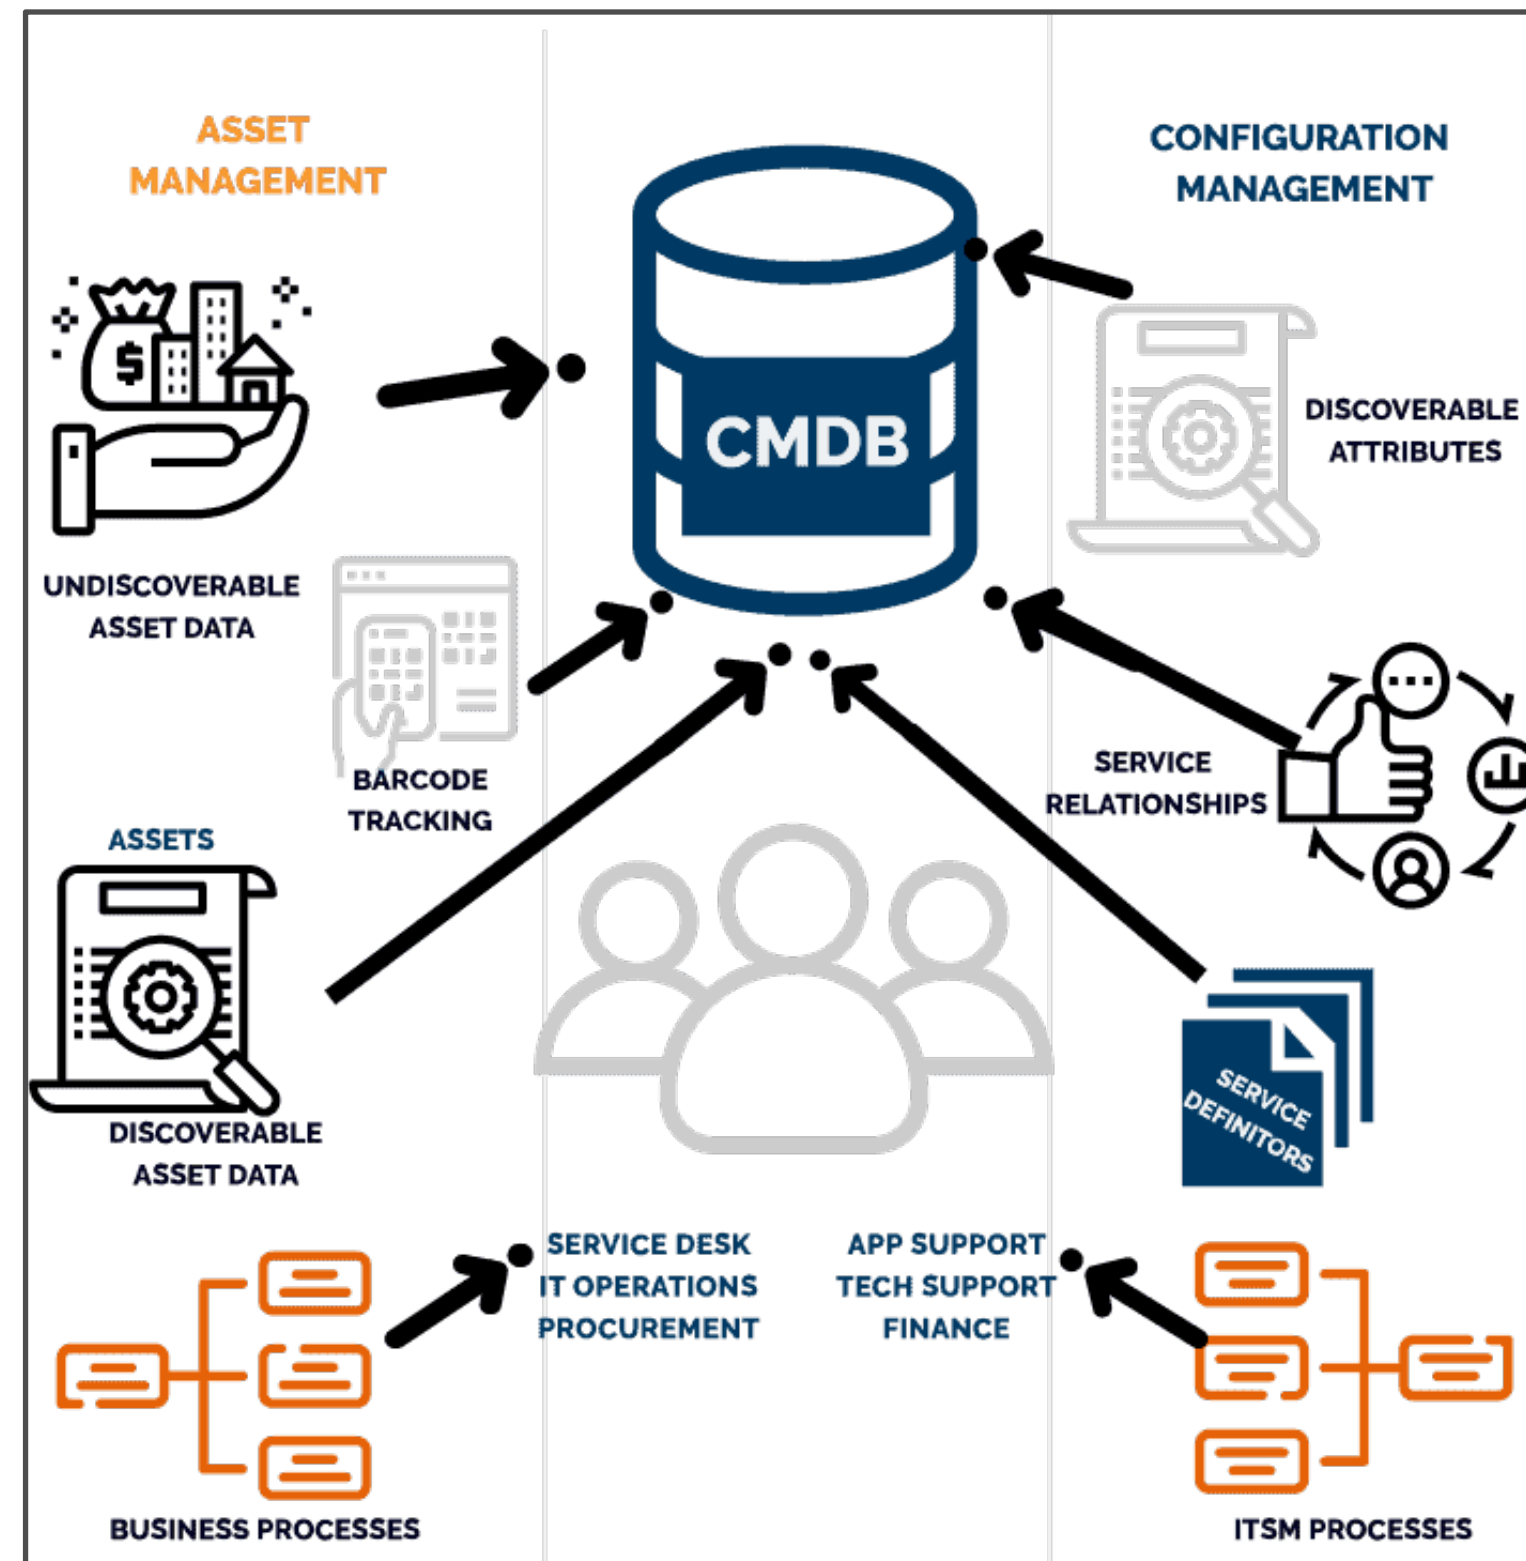 ASSET
MANAGEMENT
UNDISCOVERABLE
ASSET DATA
BARCODE
TRACKING
ASSETS
DISCOVERABLE
ASSET DATA
BUSINESS PROCESSES
$
CMDB
SERVICE DESK
IT OPERATIONS
PROCUREMENT
APP SUPPORT
TECH SUPPORT
FINANCE
CONFIGURATION
MANAGEMENT
DISCOVERABLE
ATTRIBUTES
SERVICE
RELATIONSHIPS
SERVICE
DEFINITORS
ITSM PROCESSES